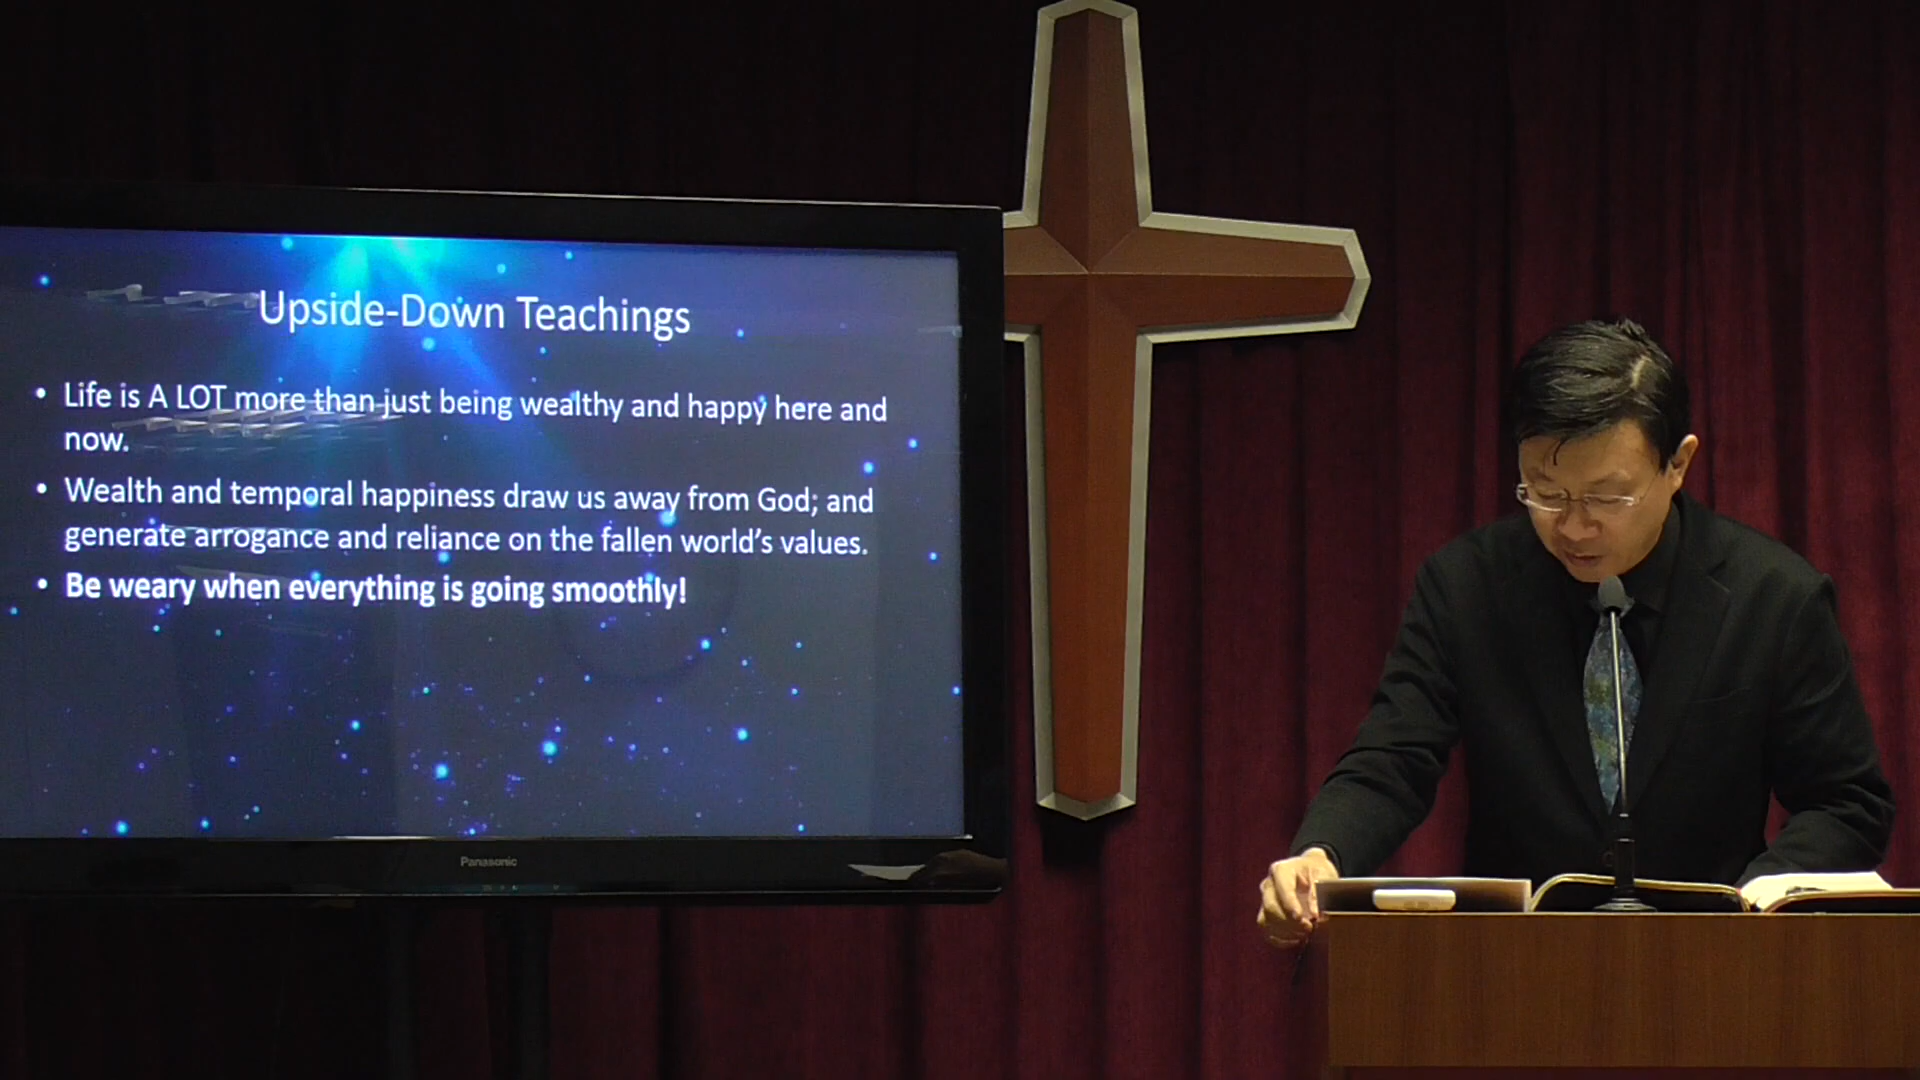 Upside-Down Teachings
• Life is A LOT more than just being wealthy and happy here and
now.
• Wealth and temporal happiness draw us away from God; and
generate arrogance and reliance on the fallen world's values.
• Be weary when everything is going smoothly!
Panasonic